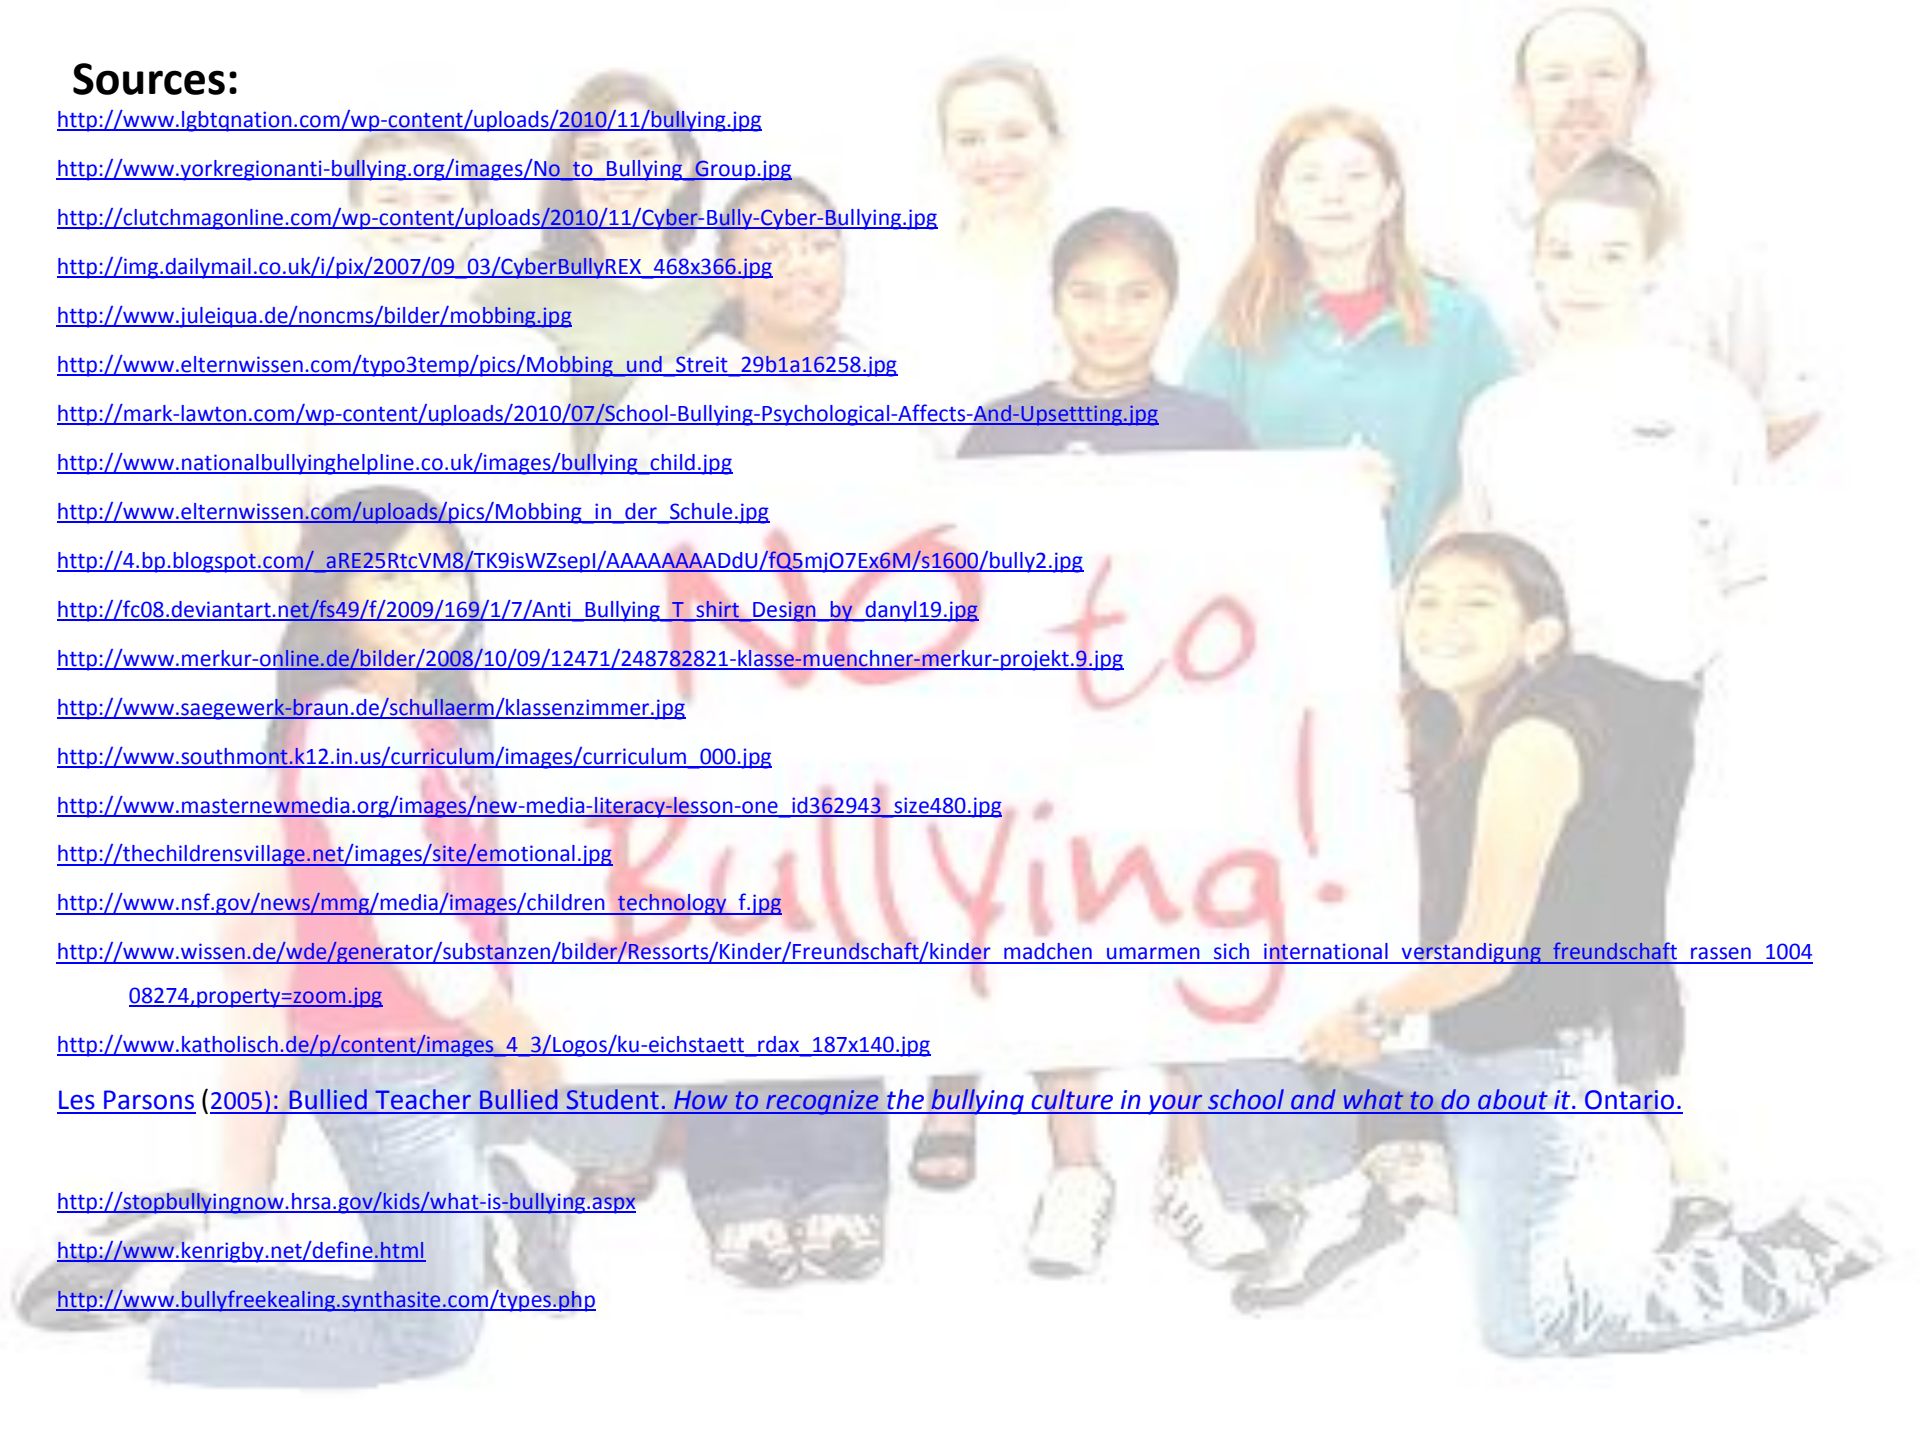 Sources:
http://www.lgbtqnation.com/wp-content/uploads/2010/11/bullying.jpg
http://www.yorkregionanti-bullying.org/images/No_to_Bullying_Group.jpg
http://clutchmagonline.com/wp-content/uploads/2010/11/Cyber-Bully-Cyber-Bullying.jpg
http://img.dailymail.co.uk/i/pix/2007/09_03/CyberBullyREX_468x366.jpg
http://www.juleiqua.de/noncms/bilder/mobbing.jpg
http://www.elternwissen.com/typo3temp/pics/Mobbing_und_Streit_29b1a16258.jpg
http://mark-lawton.com/wp-content/uploads/2010/07/School-Bullying-Psychological-Affects-And-Upsettting.jpg
http://www.nationalbullyinghelpline.co.uk/images/bullying_child.jpg
http://www.elternwissen.com/uploads/pics/Mobbing_in_der_Schule.jpg
http://4.bp.blogspot.com/_aRE25RtcVM8/TK9isWZsepI/AAAAAAAADdU/fQ5mjO7Ex6M/s1600/bully2.jpg
http://fc08.deviantart.net/fs49/f/2009/169/1/7/Anti_Bullying_T_shirt_Design_by_danyl19.jpg
http://www.merkur-online.de/bilder/2008/10/09/12471/248782821-klasse-muenchner-merkur-projekt.9.jpg
http://www.saegewerk-braun.de/schullaerm/klassenzimmer.jpg
http://www.southmont.k12.in.us/curriculum/images/curriculum_000.jpg
http://www.masternewmedia.org/images/new-media-literacy-lesson-one_id362943_size480.jpg
http://thechildrensvillage.net/images/site/emotional.jpg
http://www.nsf.gov/news/mmg/media/images/children_technology_f.jpg
http://www.wissen.de/wde/generator/substanzen/bilder/Ressorts/Kinder/Freundschaft/kinder_madchen_umarmen_sich_international_verstandigung_freundschaft_rassen_1004
08274,property=zoom.jpg
http://www.katholisch.de/p/content/images_4_3/Logos/ku-eichstaett_rdax_187x140.jpg
Les Parsons (2005): Bullied Teacher Bullied Student. How to recognize the bullying culture in your school and what to do about it. Ontario.
http://stopbullyingnow.hrsa.gov/kids/what-is-bullying.aspx
http://www.kenrigby.net/define.html
http://www.bullyfreekealing.synthasite.com/types.php
NO to
Bullying!